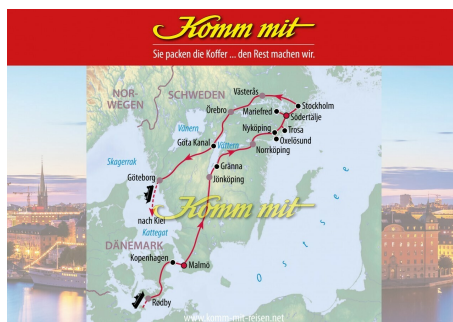 Komm mit
Sie packen die Koffer ... den Rest machen wir.
NOR-
WEGEN
SCHWEDEN
Västerås
Stockholm
Mariefred
Södertälje
Örebro
Nyköping
Trosa
Oxelösund
Vänern
Göta Kanal
Vättern
Norrköping
Skagerrak
Gränna
Göteborg
Jönköping
Komm mit
nach Kiel
Kattegat
DÄNEMARK
Kopenhagen
Malmö
Ostsee
Rødby
www.komm-mit-reisen.net